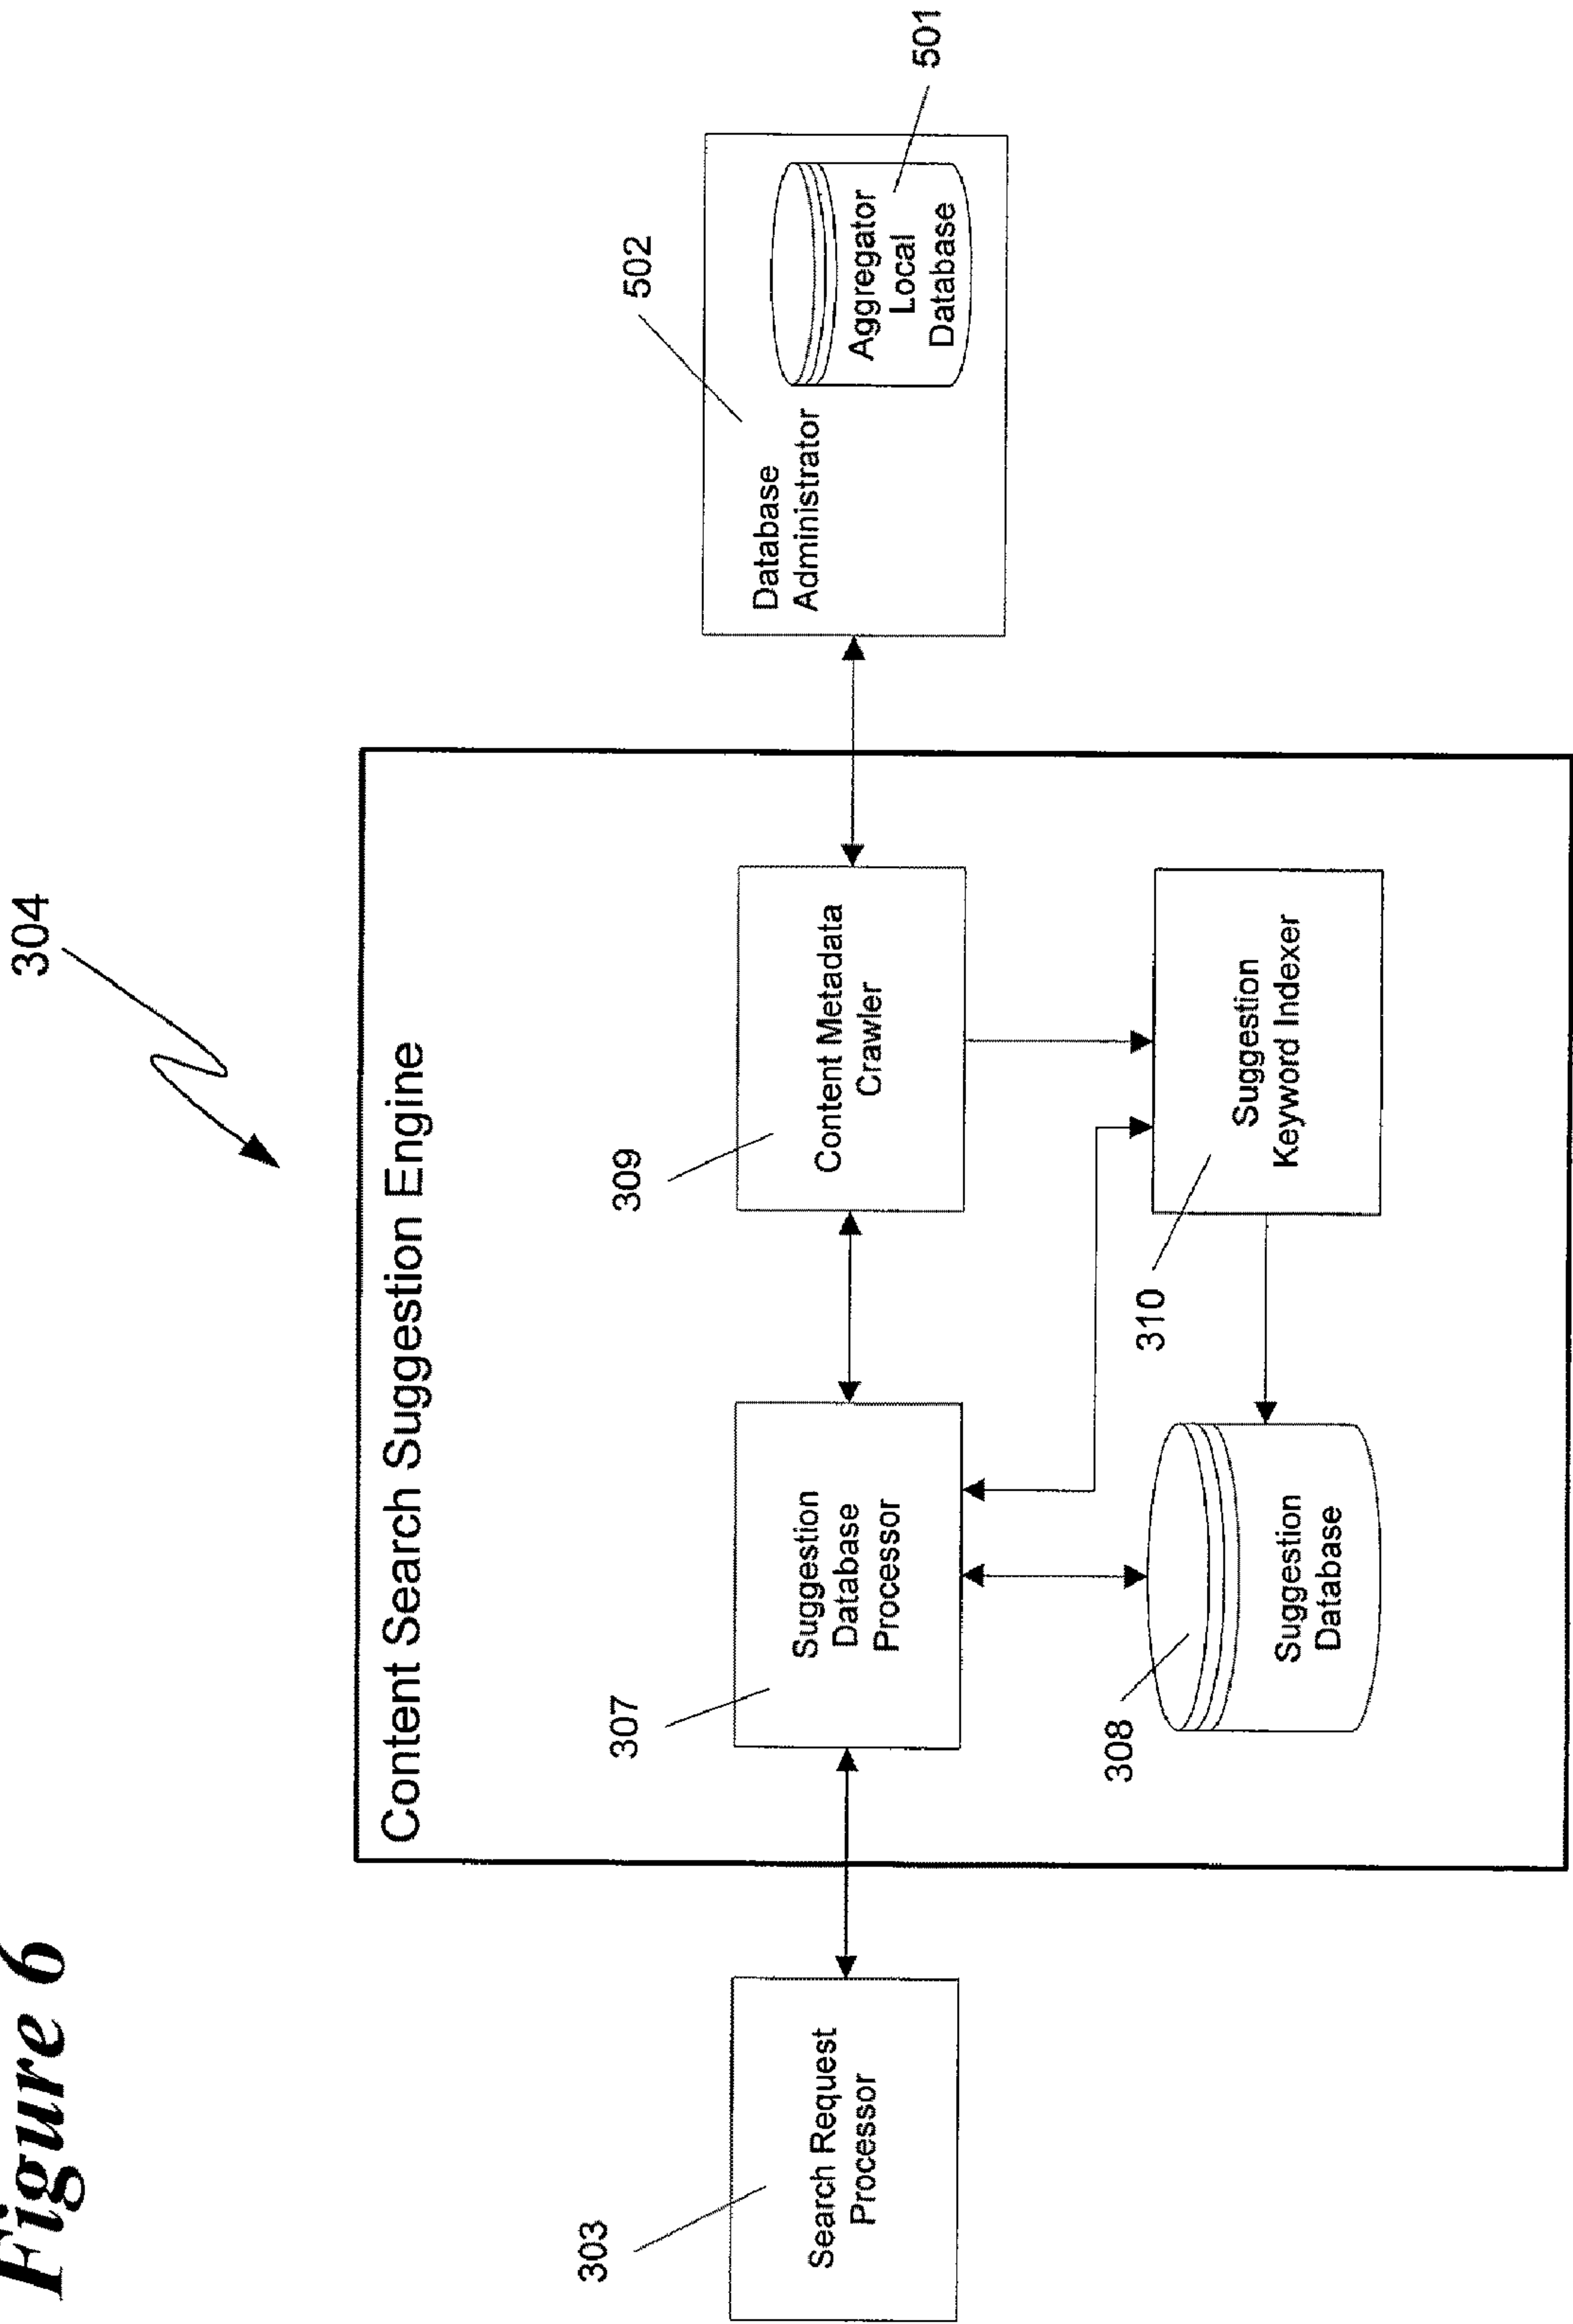 Figure 6
304
Content Search Suggestion Engine
303
Search Request
Processor
307
Suggestion
Database
Processor
309
Content Metadata
Crawler
308
Suggestion
Database
310
Suggestion
Keyword Indexer
502
Database
Administrator
Aggregator
Local
Database
501